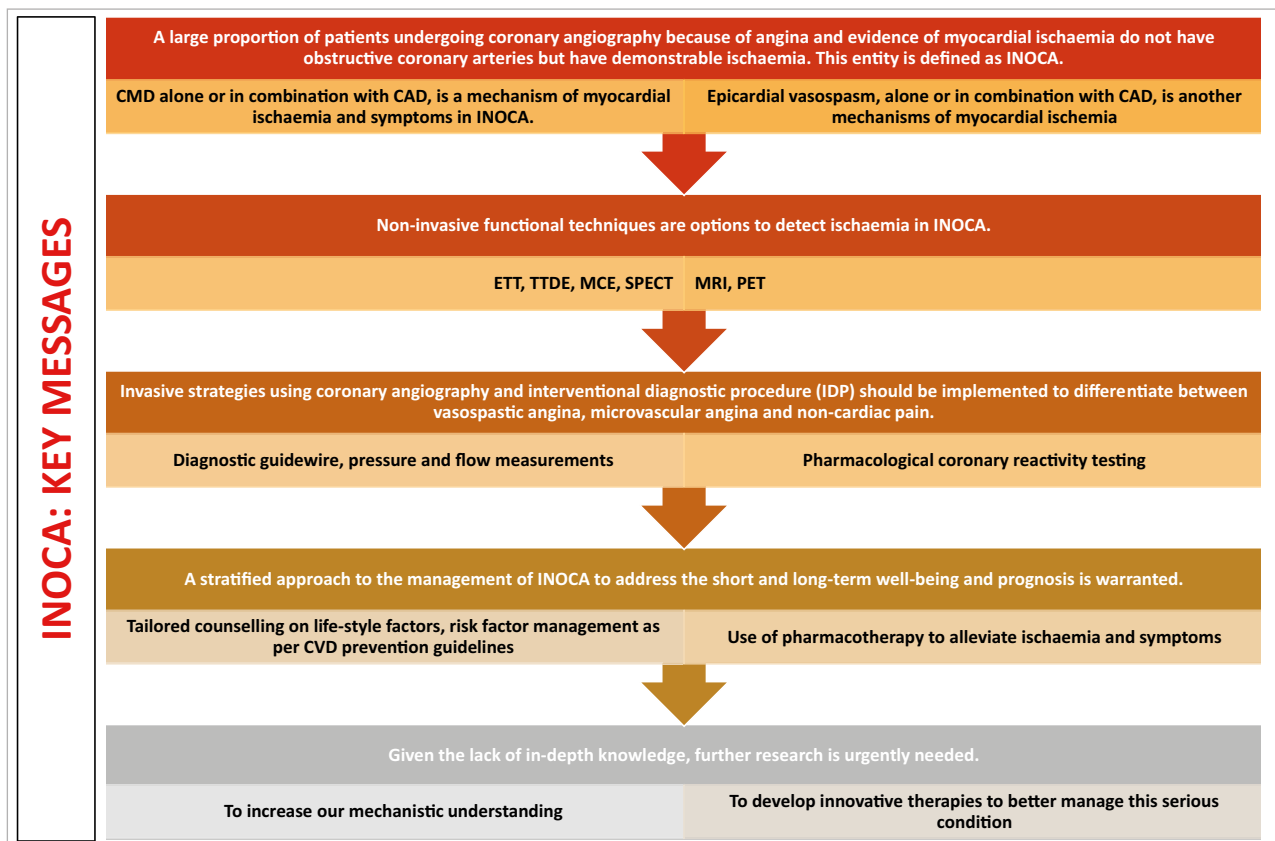 INOCA: KEY MESSAGES
A large proportion of patients undergoing coronary angiography because of angina and evidence of myocardial ischaemia do not have
obstructive coronary arteries but have demonstrable ischaemia. This entity is defined as INOCA.
CMD alone or in combination with CAD, is a mechanism of myocardial
ischaemia and symptoms in INOCA.
Epicardial vasospasm, alone or in combination with CAD, is another
mechanisms of myocardial ischemia
Non-invasive functional techniques are options to detect ischaemia in INOCA.
ETT, TTDE, MCE, SPECT
MRI, PET
Invasive strategies using coronary angiography and interventional diagnostic procedure (IDP) should be implemented to differentiate between
vasospastic angina, microvascular angina and non-cardiac pain.
Diagnostic guidewire, pressure and flow measurements
Pharmacological coronary reactivity testing
A stratified approach to the management of INOCA to address the short and long-term well-being and prognosis is warranted.
Tailored counselling on life-style factors, risk factor management as
per CVD prevention guidelines
Use of pharmacotherapy to alleviate ischaemia and symptoms
Given the lack of in-depth knowledge, further research is urgently needed.
To increase our mechanistic understanding
To develop innovative therapies to better manage this serious
condition